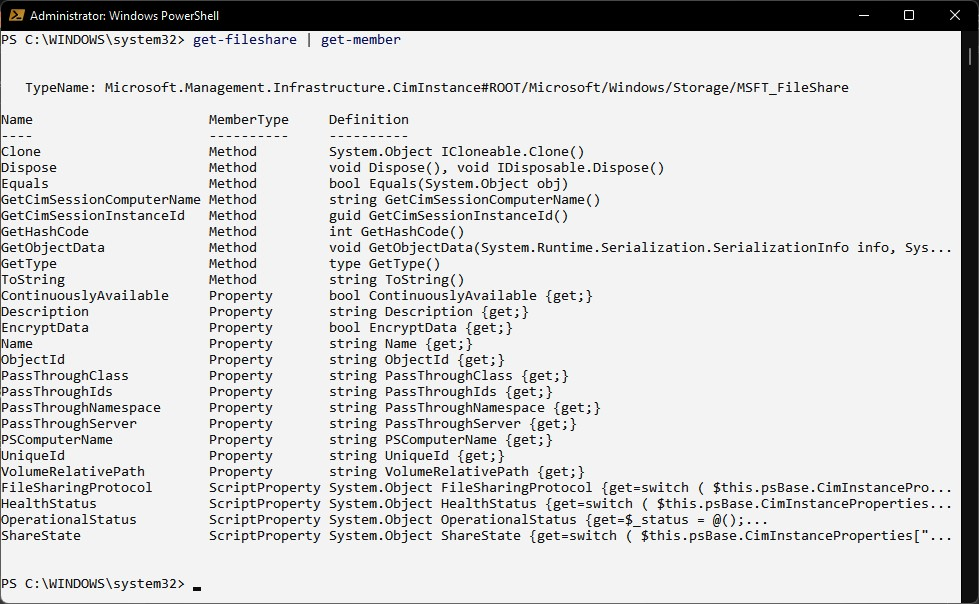 Administrator: Windows PowerShell
PS C:\WINDOWS\system32> get-fileshare | get-member
TypeName: Microsoft.Management.Infrastructure.CimInstance#ROOT/Microsoft/Windows/Storage/MSFT_FileShare
Name MemberType Definition
---- ---------- ----------
Clone Method System.Object ICloneable.Clone()
Dispose Method void Dispose(), void IDisposable.Dispose()
Equals Method bool Equals(System.Object obj)
GetCimSessionComputerName Method string GetCimSessionComputerName()
GetCimSessionInstanceId Method guid GetCimSessionInstanceId()
GetHashCode Method int GetHashCode()
GetObjectData Method void GetObjectData(System.Runtime.Serialization.SerializationInfo info, Sys...
GetType Method type GetType()
ToString Method string ToString()
ContinuouslyAvailable Property bool ContinuouslyAvailable {get;}
Description Property string Description {get;}
EncryptData Property bool EncryptData {get;}
Name Property string Name {get;}
ObjectId Property string ObjectId {get;}
PassThroughClass Property string PassThroughClass {get;}
PassThroughIds Property string PassThroughIds {get;}
PassThroughNamespace Property string PassThroughNamespace {get;}
PassThroughServer Property string PassThroughServer {get;}
PSComputerName Property string PSComputerName {get;}
UniqueId Property string UniqueId {get;}
VolumeRelativePath Property string VolumeRelativePath {get;}
FileSharingProtocol ScriptProperty System.Object FileSharingProtocol {get=switch ( $this.psBase.CimInstancePro...
HealthStatus ScriptProperty System.Object HealthStatus {get=switch ( $this.psBase.CimInstanceProperties...
OperationalStatus ScriptProperty System.Object OperationalStatus {get=$_status = @();...
ShareState ScriptProperty System.Object ShareState {get=switch ( $this.psBase.CimInstanceProperties["...
PS C:\WINDOWS\system32>